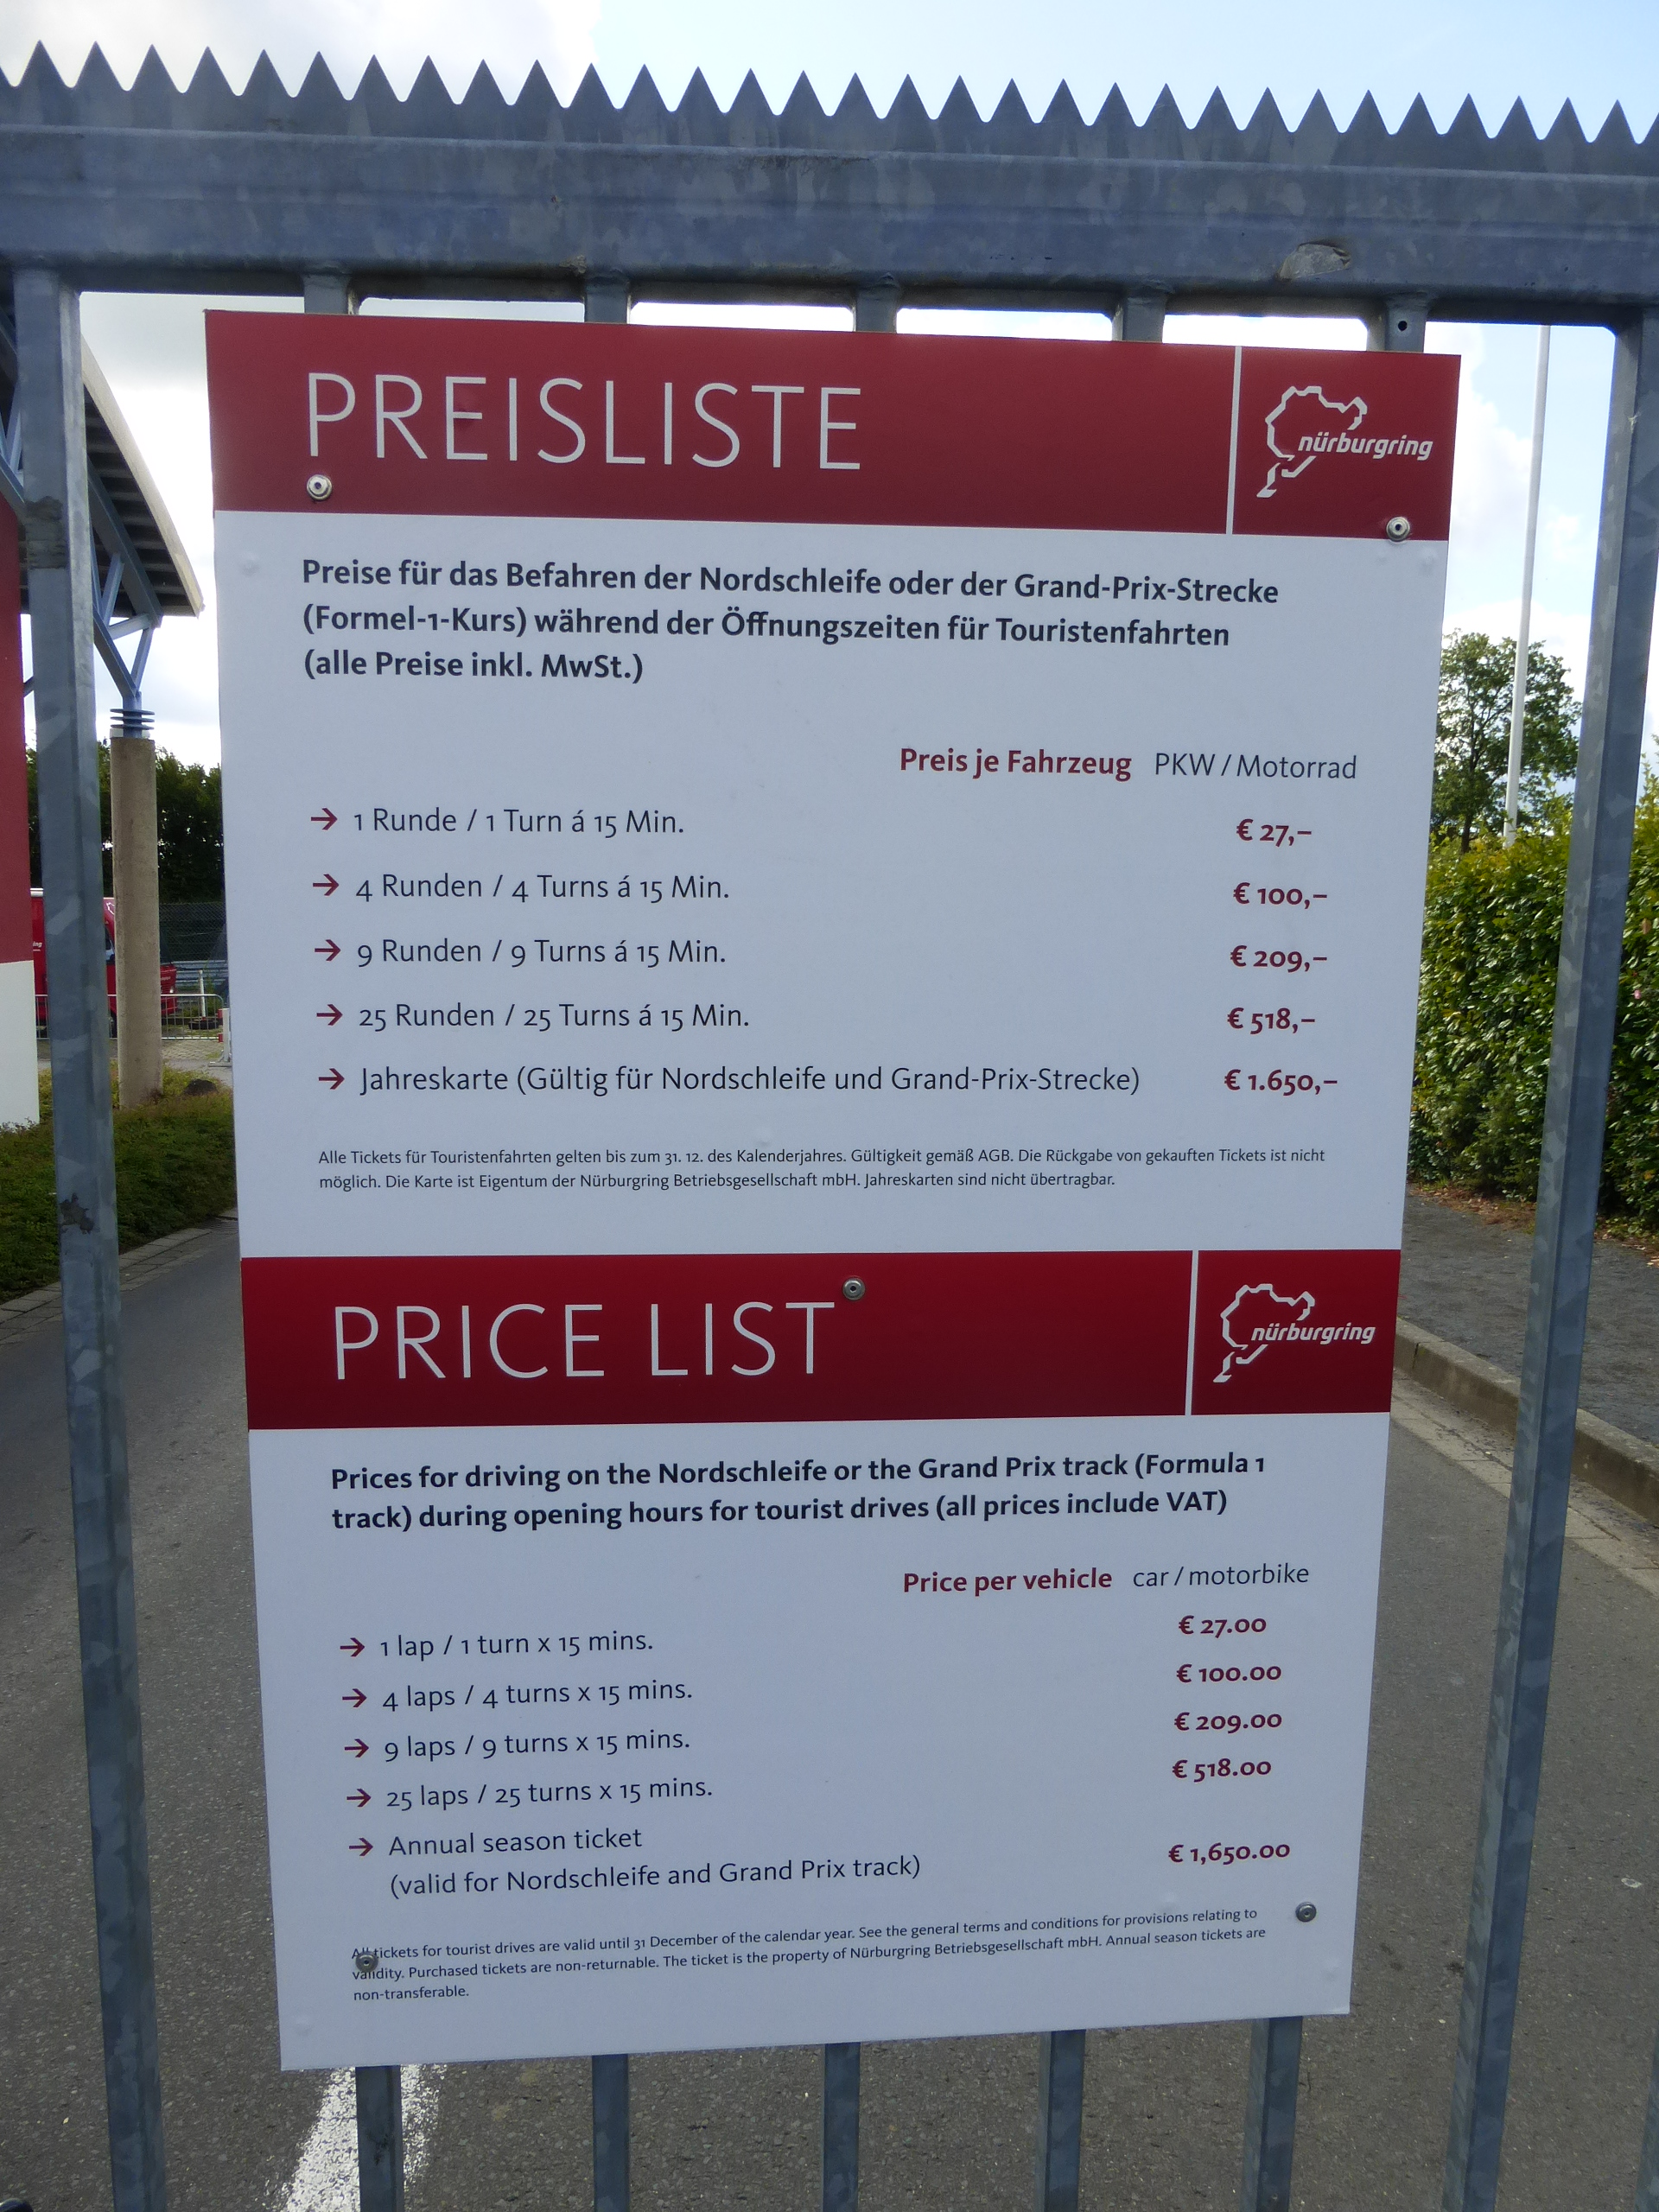 PREISLISTE
nürburgring
Preise für das Befahren der Nordschleife oder der Grand-Prix-Strecke
(Formel-1-Kurs) während der Öffnungszeiten für Touristenfahrten
(alle Preise inkl. MwSt.)
Preis je Fahrzeug PKW / Motorrad
→ 1 Runde / 1 Turn á 15 Min. € 27,–
→ 4 Runden / 4 Turns á 15 Min. € 100,–
→ 9 Runden / 9 Turns á 15 Min. € 209,–
→ 25 Runden / 25 Turns á 15 Min. € 518,–
→ Jahreskarte (Gültig für Nordschleife und Grand-Prix-Strecke) € 1.650,–
Alle Tickets für Touristenfahrten gelten bis zum 31. 12. des Kalenderjahres. Gültigkeit gemäß AGB. Die Rückgabe von gekauften Tickets ist nicht
möglich. Die Karte ist Eigentum der Nürburgring Betriebsgesellschaft mbH. Jahreskarten sind nicht übertragbar.
PRICE LIST
nürburgring
Prices for driving on the Nordschleife or the Grand Prix track (Formula 1
track) during opening hours for tourist drives (all prices include VAT)
Price per vehicle car / motorbike
→ 1 lap / 1 turn x 15 mins. € 27.00
→ 4 laps / 4 turns x 15 mins. € 100.00
→ 9 laps / 9 turns x 15 mins. € 209.00
→ 25 laps / 25 turns x 15 mins. € 518.00
→ Annual season ticket
(valid for Nordschleife and Grand Prix track) € 1,650.00
All tickets for tourist drives are valid until 31 December of the calendar year. See the general terms and conditions for provisions relating to
validity. Purchased tickets are non-returnable. The ticket is the property of Nürburgring Betriebsgesellschaft mbH. Annual season tickets are
non-transferable.